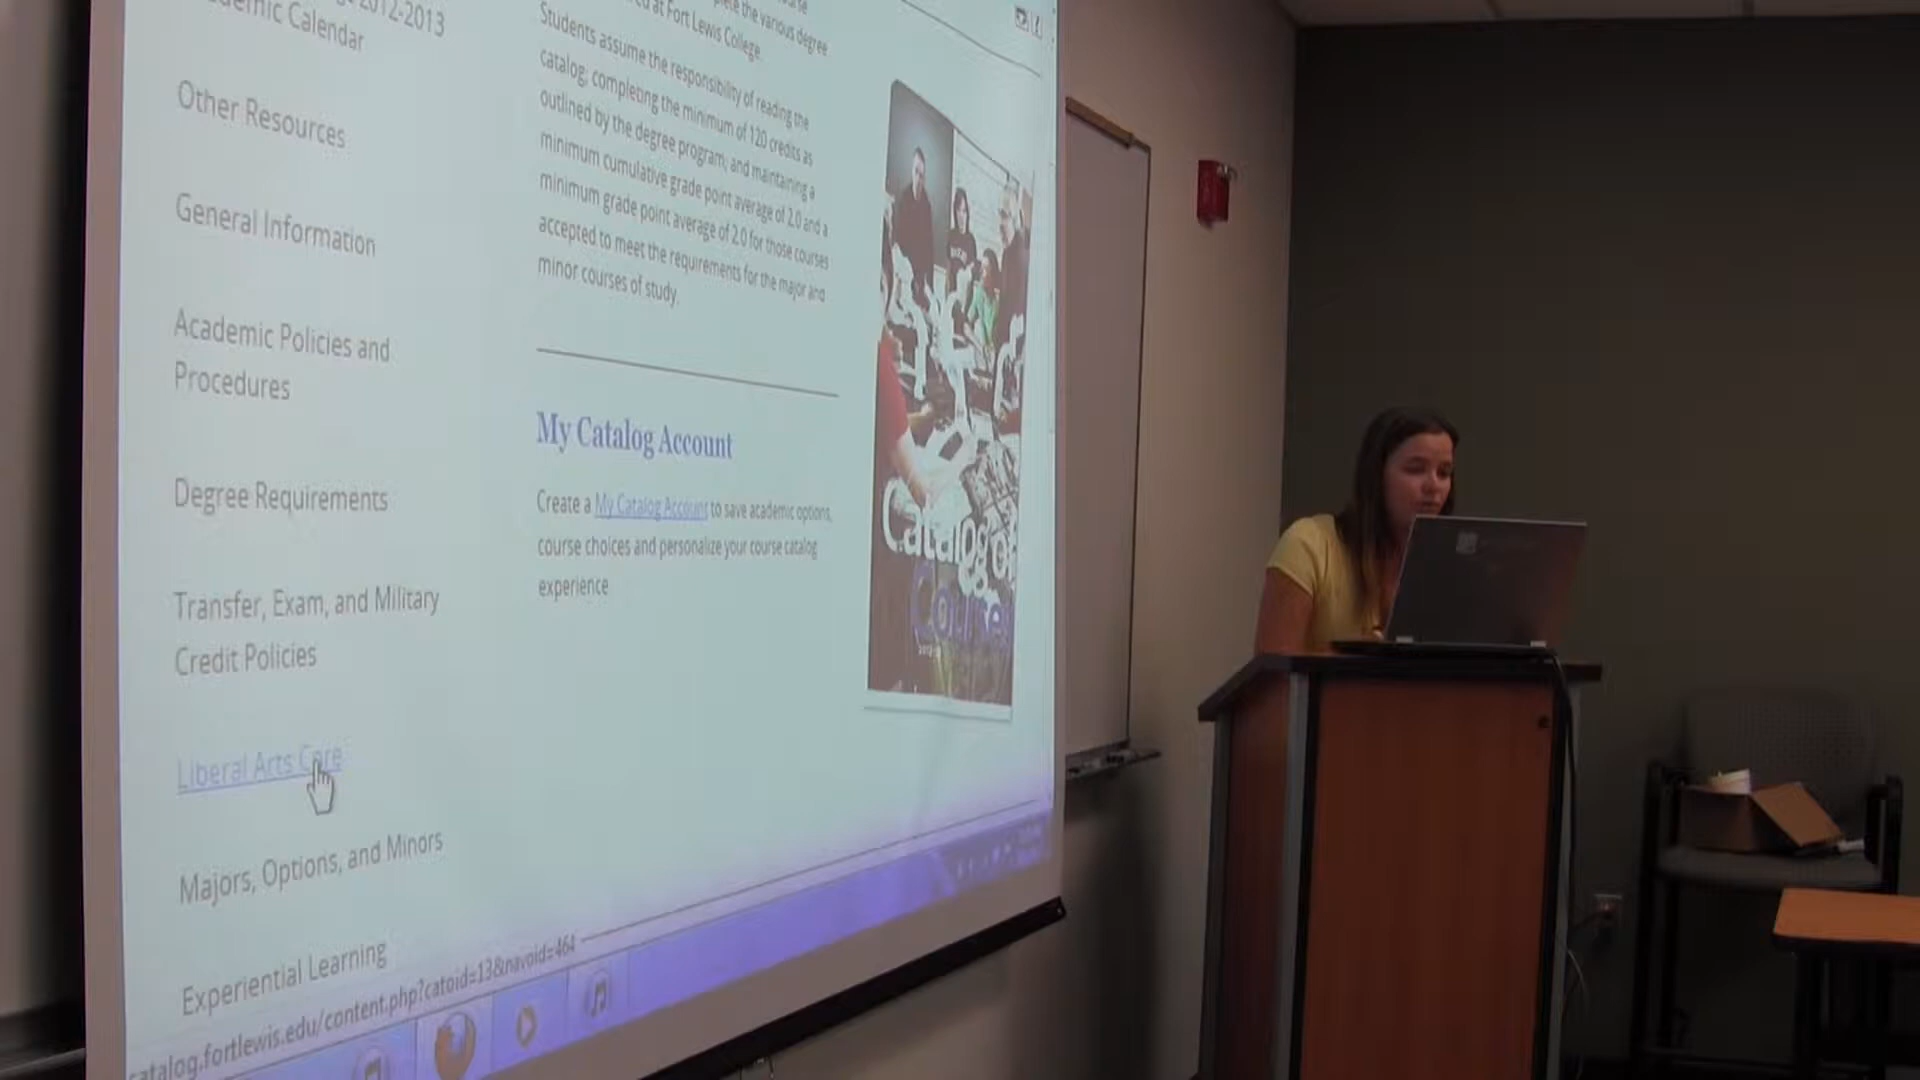 2012-2013
Academic Calendar
Other Resources
General Information
Academic Policies and
Procedures
Degree Requirements
Transfer, Exam, and Military
Credit Policies
Liberal Arts Core
Majors, Options, and Minors
Experiential Learning
the various degree
at Fort Lewis College.
Students assume the responsibility of reading the
catalog; completing the minimum of 120 credits as
outlined by the degree program; and maintaining a
minimum cumulative grade point average of 2.0 and a
minimum grade point average of 2.0 for those courses
accepted to meet the requirements for the major and
minor courses of study.
My Catalog Account
Create a My Catalog Account to save academic options,
course choices and personalize your course catalog
experience
Catalog of
Courses
catalog.fortlewis.edu/content.php?catoid=13&navoid=464